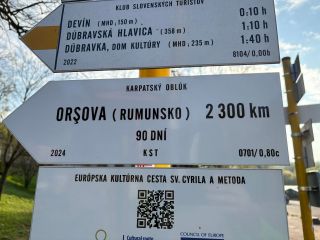 KLUB SLOVENSKÝCH TURISTOV
DEVÍN (MHD, 150 m) 0:10 h
DÚBRAVSKÁ HLAVICA (358 m) 1:10 h
DÚBRAVKA, DOM KULTÚRY (MHD, 235 m) 1:40 h
2022 8104/0,00h
KARPATSKÝ OBLÚK
ORŞOVA (RUMUNSKO) 2 300 km
90 DNÍ
2024 KST 0701/0,80c
EURÓPSKA KULTÚRNA CESTA SV. CYRILA A METODA
Cultural route
COUNCIL OF EUROPE